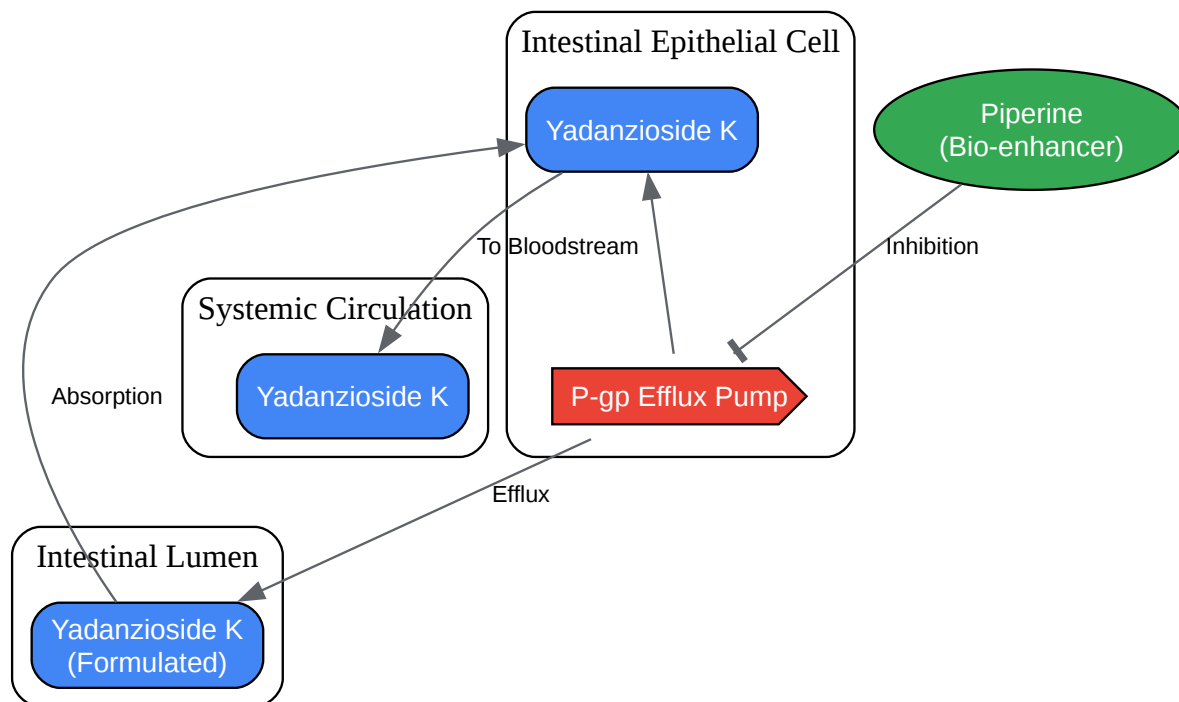 Intestinal Epithelial Cell
Yadanzioside K
Piperine
(Bio-enhancer)
To Bloodstream
Inhibition
Systemic Circulation
Yadanzioside K
P-gp Efflux Pump
Absorption
Efflux
Intestinal Lumen
Yadanzioside K
(Formulated)